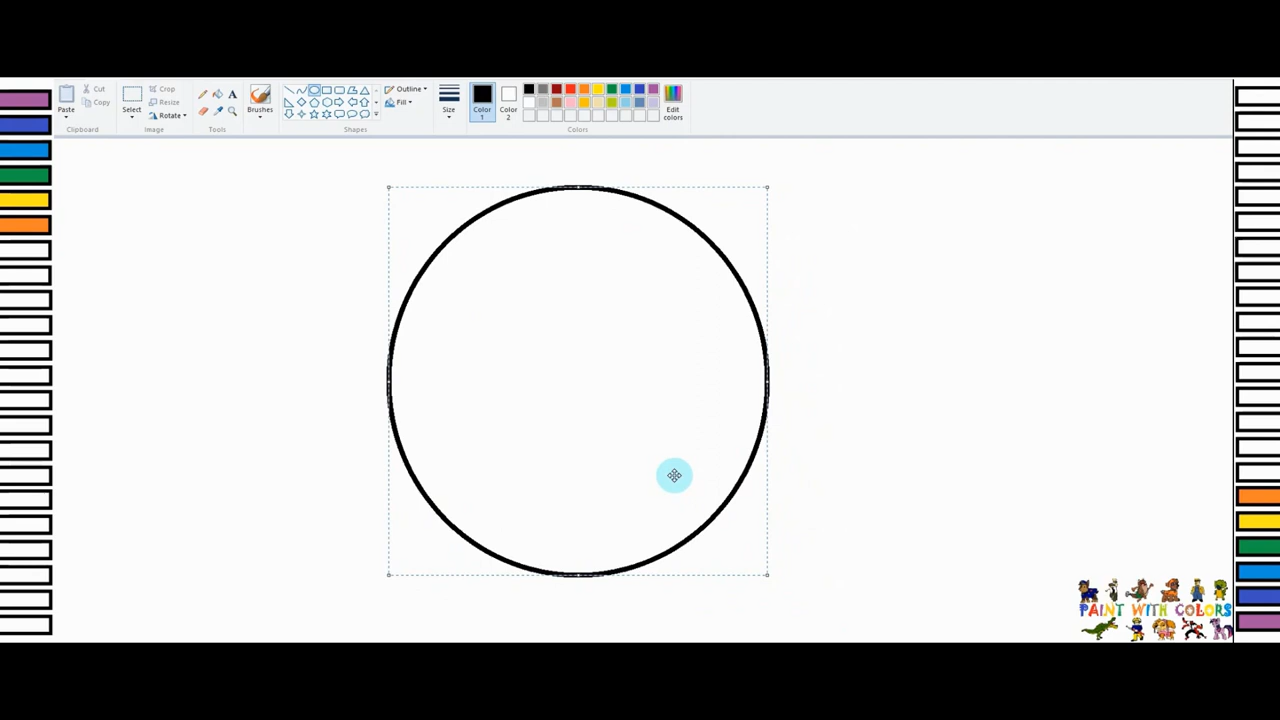 Paste
Cut
Copy
Clipboard
Select
Crop
Resize
Rotate
Image
A
Tools
Brushes
Outline
Fill
Shapes
Size
Color 1
Color 2
Edit colors
Colors
PAINT WITH COLORS